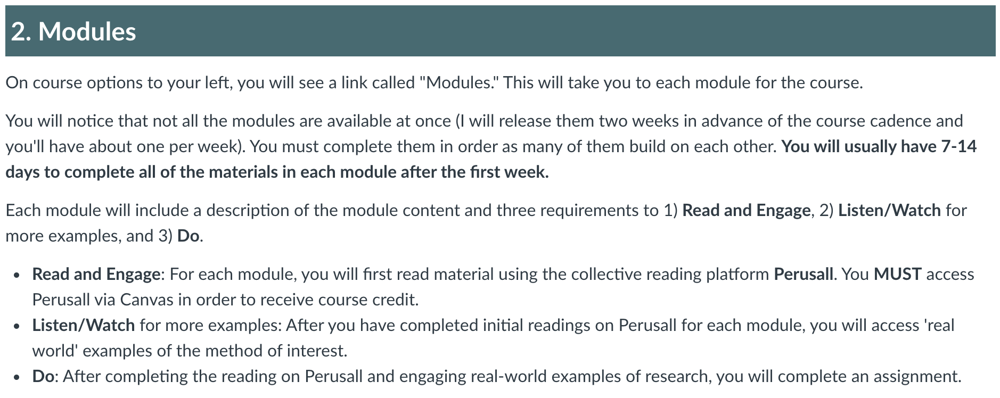 2. Modules
On course options to your left, you will see a link called "Modules." This will take you to each module for the course.
You will notice that not all the modules are available at once (I will release them two weeks in advance of the course cadence and
you'll have about one per week). You must complete them in order as many of them build on each other. You will usually have 7-14
days to complete all of the materials in each module after the first week.
Each module will include a description of the module content and three requirements to 1) Read and Engage, 2) Listen/Watch for
more examples, and 3) Do.
• Read and Engage: For each module, you will first read material using the collective reading platform Perusall. You MUST access
Perusall via Canvas in order to receive course credit.
• Listen/Watch for more examples: After you have completed initial readings on Perusall for each module, you will access 'real
world' examples of the method of interest.
• Do: After completing the reading on Perusall and engaging real-world examples of research, you will complete an assignment.